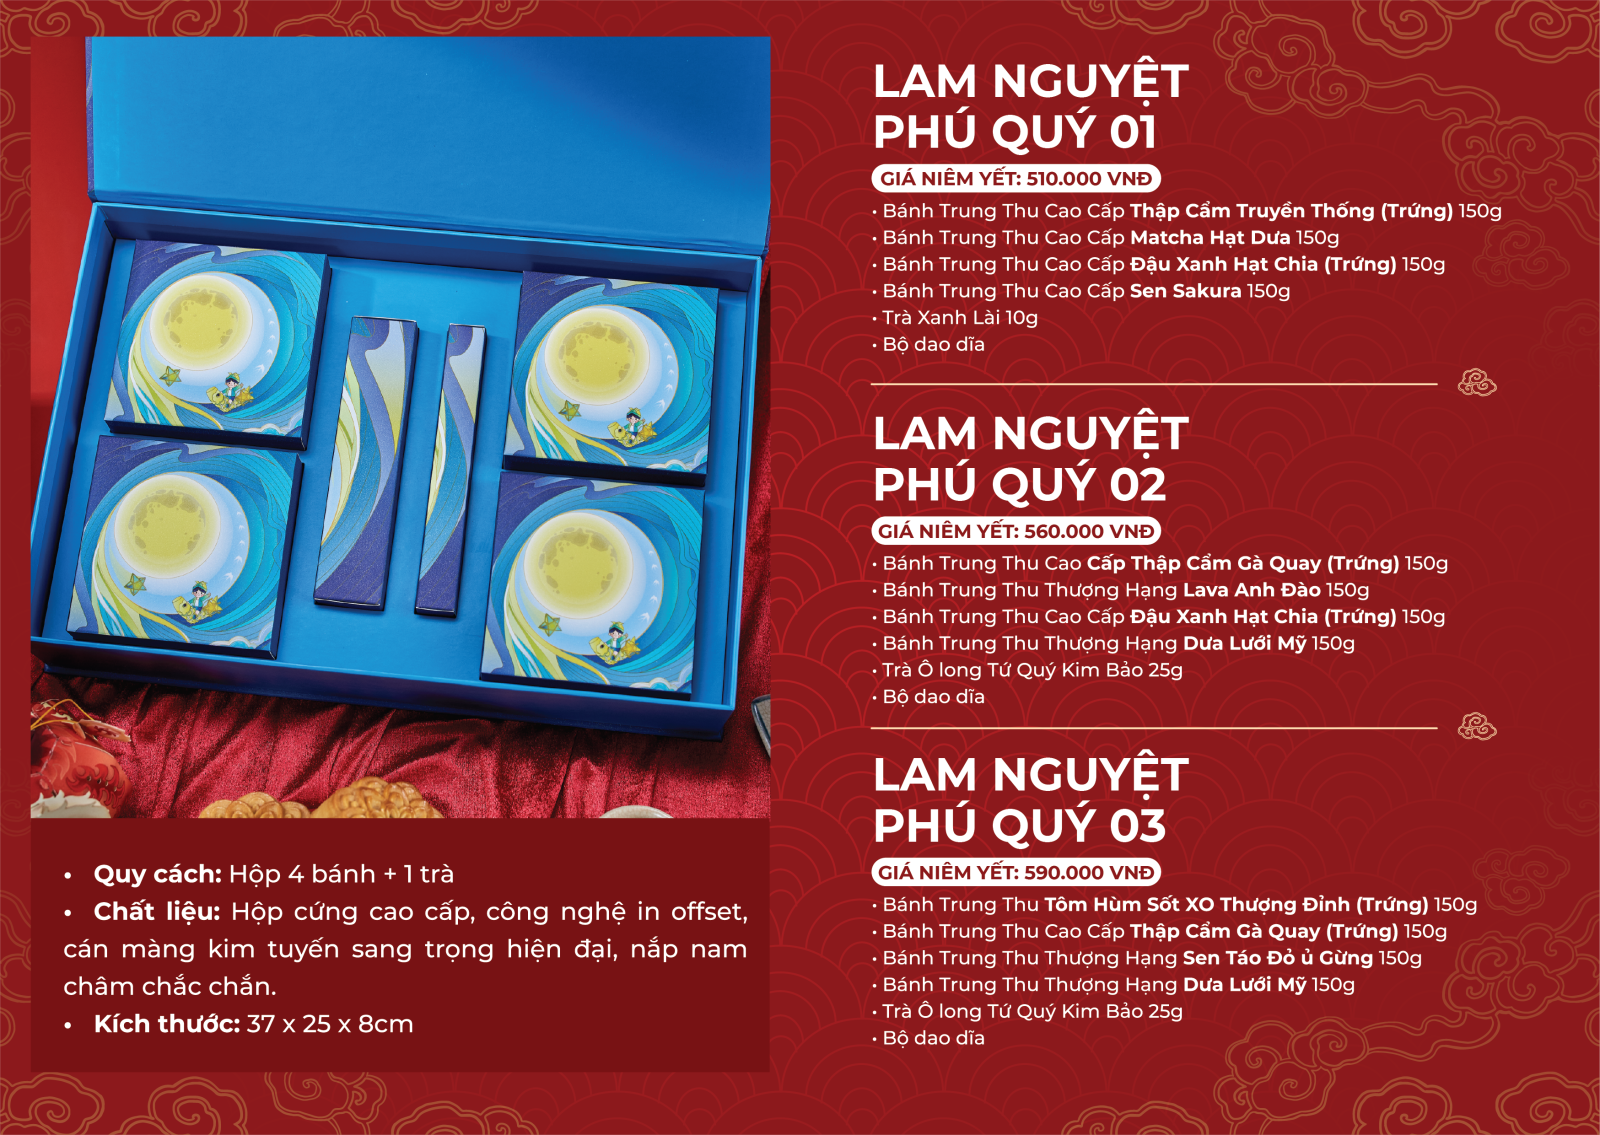 LAM NGUYỆT
PHÚ QUÝ 01
GIÁ NIÊM YẾT: 510.000 VNĐ
• Bánh Trung Thu Cao Cấp Thập Cẩm Truyền Thống (Trứng) 150g
• Bánh Trung Thu Cao Cấp Matcha Hạt Dưa 150g
• Bánh Trung Thu Cao Cấp Đậu Xanh Hạt Chia (Trứng) 150g
• Bánh Trung Thu Cao Cấp Sen Sakura 150g
• Trà Xanh Lài 10g
• Bộ dao dĩa
LAM NGUYỆT
PHÚ QUÝ 02
GIÁ NIÊM YẾT: 560.000 VNĐ
• Bánh Trung Thu Cao Cấp Thập Cẩm Gà Quay (Trứng) 150g
• Bánh Trung Thu Thượng Hạng Lava Anh Đào 150g
• Bánh Trung Thu Cao Cấp Đậu Xanh Hạt Chia (Trứng) 150g
• Bánh Trung Thu Thượng Hạng Dưa Lưới Mỹ 150g
• Trà Ô long Tứ Quý Kim Bảo 25g
• Bộ dao dĩa
LAM NGUYỆT
PHÚ QUÝ 03
GIÁ NIÊM YẾT: 590.000 VNĐ
• Bánh Trung Thu Tôm Hùm Sốt XO Thượng Đỉnh (Trứng) 150g
• Bánh Trung Thu Cao Cấp Thập Cẩm Gà Quay (Trứng) 150g
• Bánh Trung Thu Thượng Hạng Sen Táo Đỏ ủ Gừng 150g
• Bánh Trung Thu Thượng Hạng Dưa Lưới Mỹ 150g
• Trà Ô long Tứ Quý Kim Bảo 25g
• Bộ dao dĩa
• Quy cách: Hộp 4 bánh + 1 trà
• Chất liệu: Hộp cứng cao cấp, công nghệ in offset,
cán màng kim tuyến sang trọng hiện đại, nắp nam
châm chắc chắn.
• Kích thước: 37 x 25 x 8cm